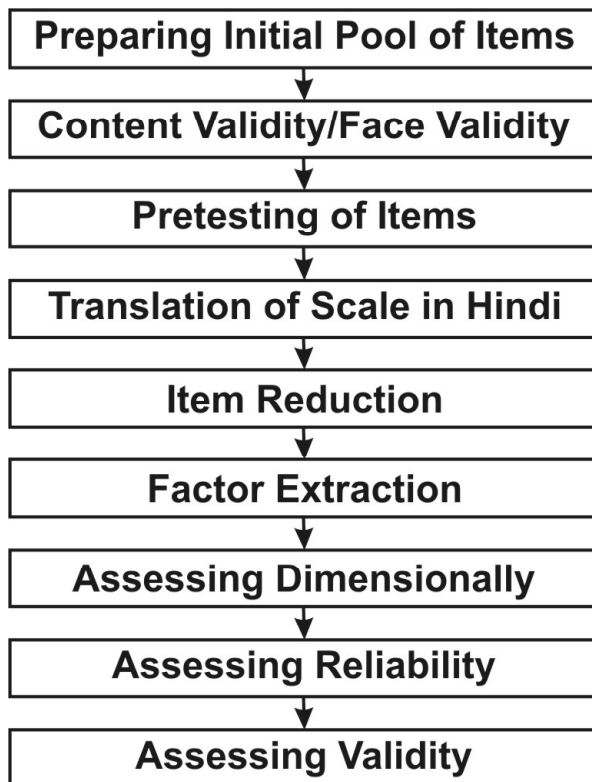 Preparing Initial Pool of Items
Content Validity/Face Validity
Pretesting of Items
Translation of Scale in Hindi
Item Reduction
Factor Extraction
Assessing Dimensionally
Assessing Reliability
Assessing Validity